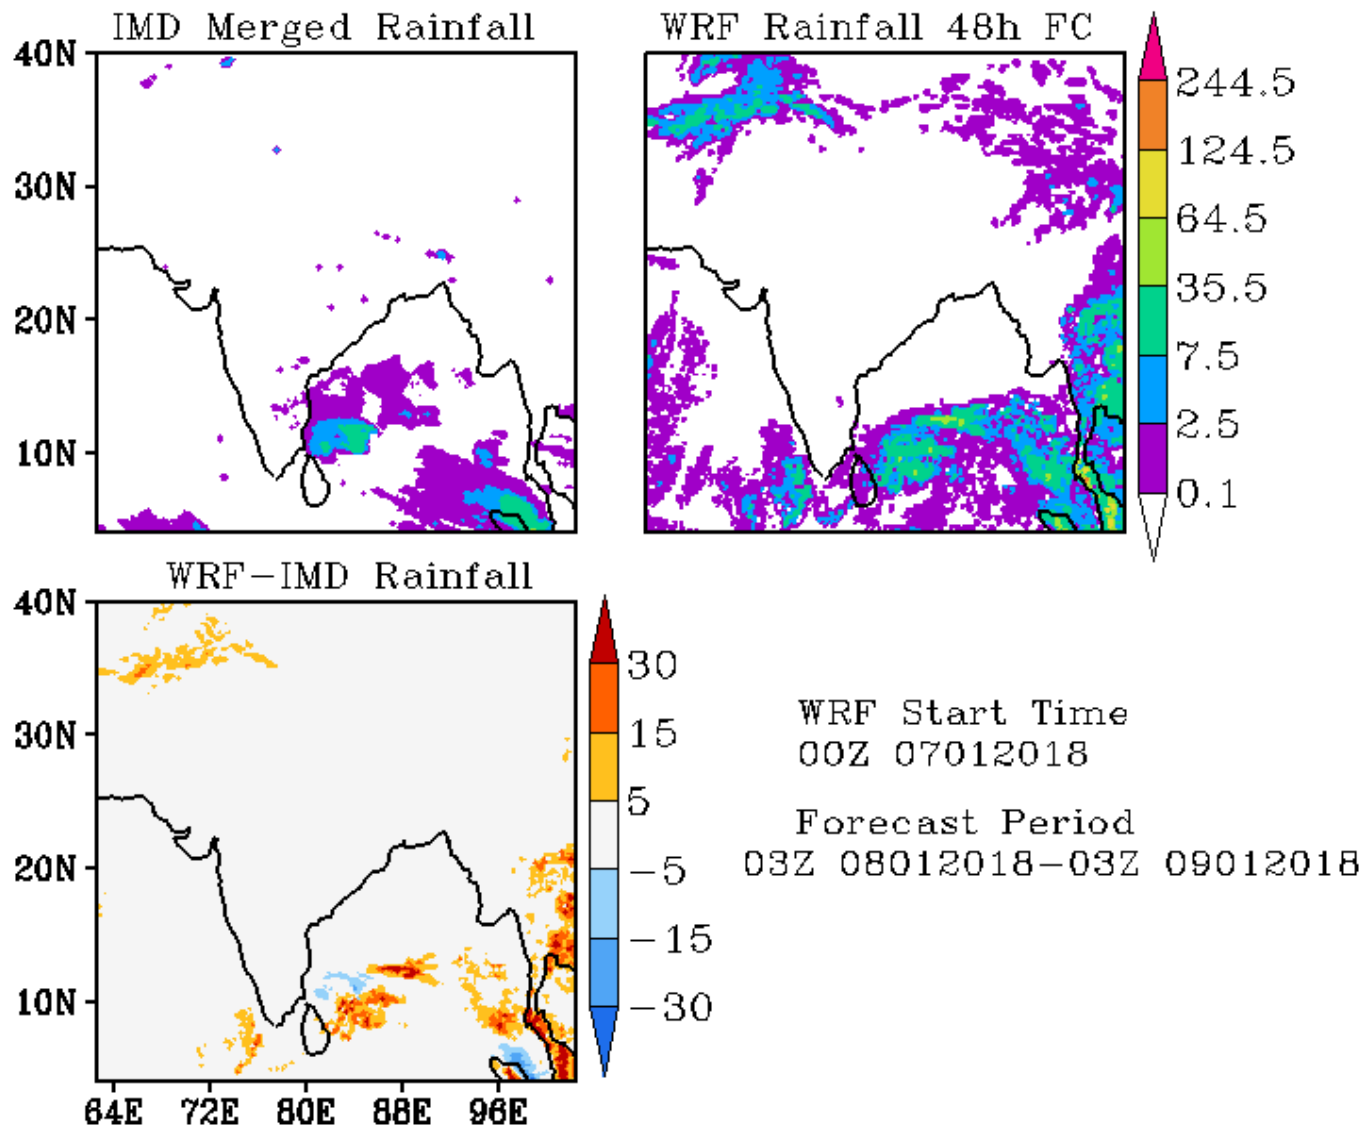 IMD Merged Rainfall
WRF Rainfall 48h FC
40N
30N
20N
10N
244.5
124.5
64.5
35.5
7.5
2.5
0.1
WRF-IMD Rainfall
40N
30N
20N
10N
64E 72E 80E 88E 96E
30
15
5
-5
-15
-30
WRF Start Time
00Z 07012018
Forecast Period
03Z 08012018-03Z 09012018